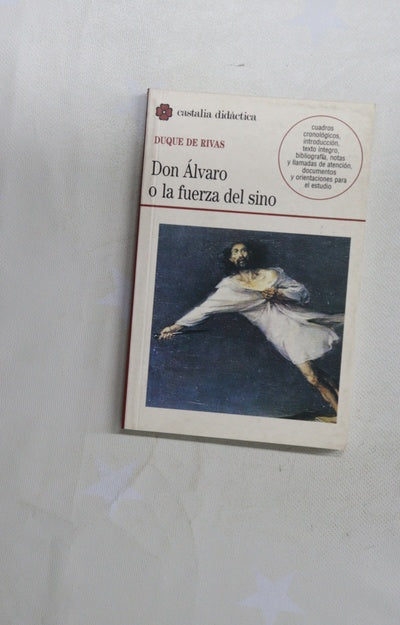 castalia didáctica
DUQUE DE RIVAS
Don Álvaro
o la fuerza del sino
cuadros
cronológicos,
introducción,
texto íntegro,
bibliografía, notas
y llamadas de atención,
documentos
y orientaciones para
el estudio